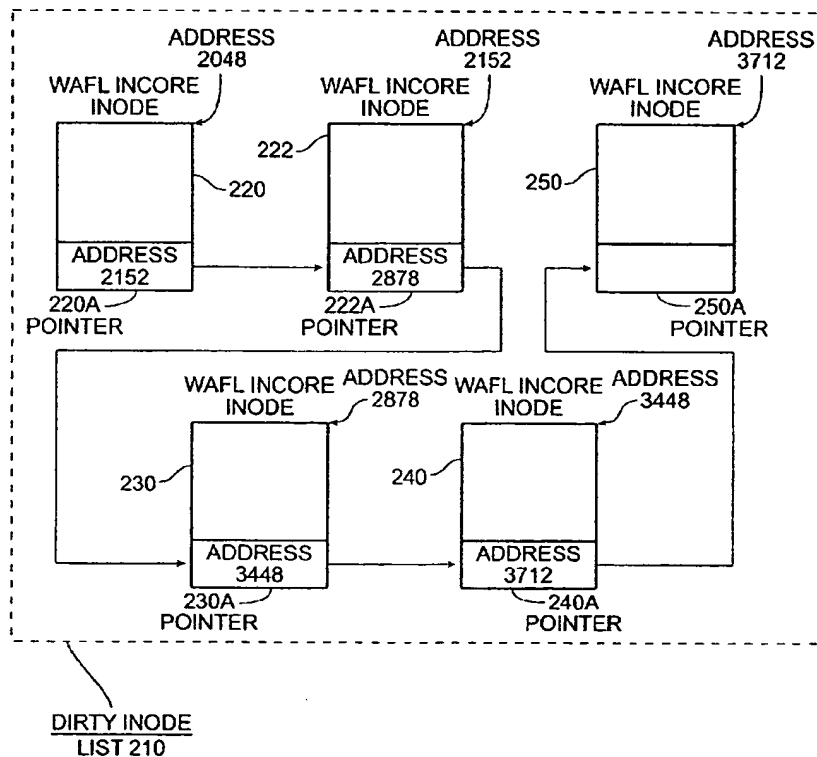 ADDRESS
2048
ADDRESS
2152
ADDRESS
3712
WAFL INCORE
INODE
WAFL INCORE
INODE
WAFL INCORE
INODE
220
222
250
ADDRESS
2152
ADDRESS
2878
220A
POINTER
222A
POINTER
250A
POINTER
WAFL INCORE
INODE
ADDRESS
2878
WAFL INCORE
INODE
ADDRESS
3448
230
240
ADDRESS
3448
ADDRESS
3712
230A
POINTER
240A
POINTER
DIRTY INODE
LIST 210